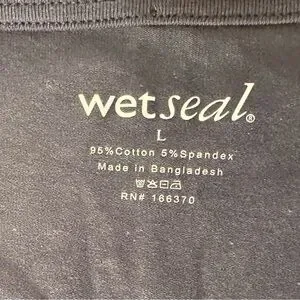 wetseal®
L
95%Cotton 5%Spandex
Made in Bangladesh
RN# 166370